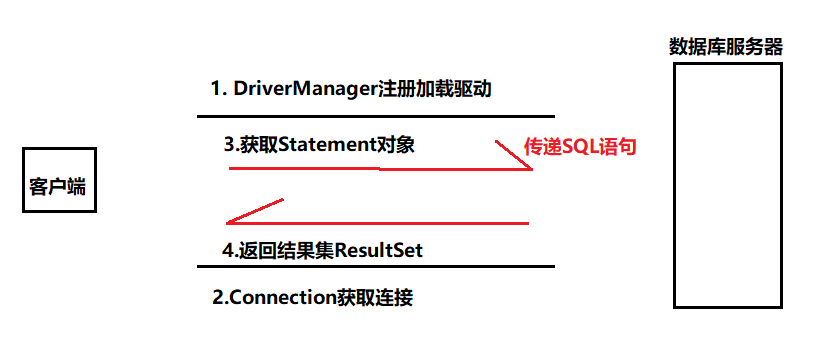 数据库服务器
1. DriverManager注册加载驱动
3.获取Statement对象
传递SQL语句
客户端
4.返回结果集ResultSet
2.Connection获取连接